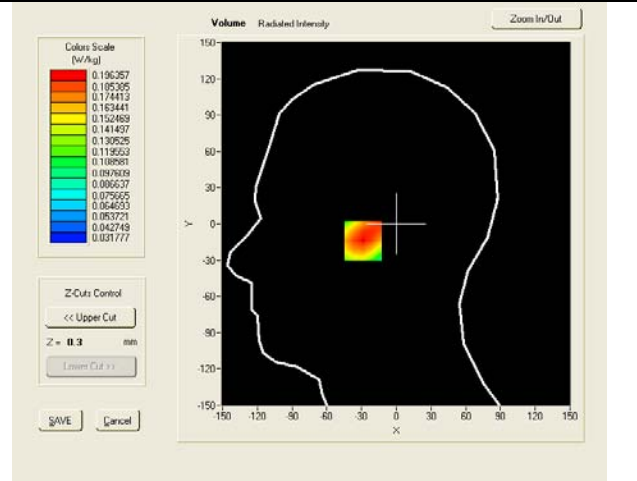 Volume Radiated Intensity
Zoom In/Out
Colors Scale
(W/kg)
0.196357
0.185385
0.174413
0.163441
0.152469
0.141497
0.130525
0.119553
0.108581
0.097609
0.086637
0.075665
0.064693
0.053721
0.042749
0.031777
Z-Cuts Control
<< Upper Cut
Z = 0.3 mm
Lower Cut >>
SAVE Cancel
150
120
90
60
30
0
-30
-60
-90
-120
-150
Y
-150 -120 -90 -60 -30 0 30 60 90 120 150
X